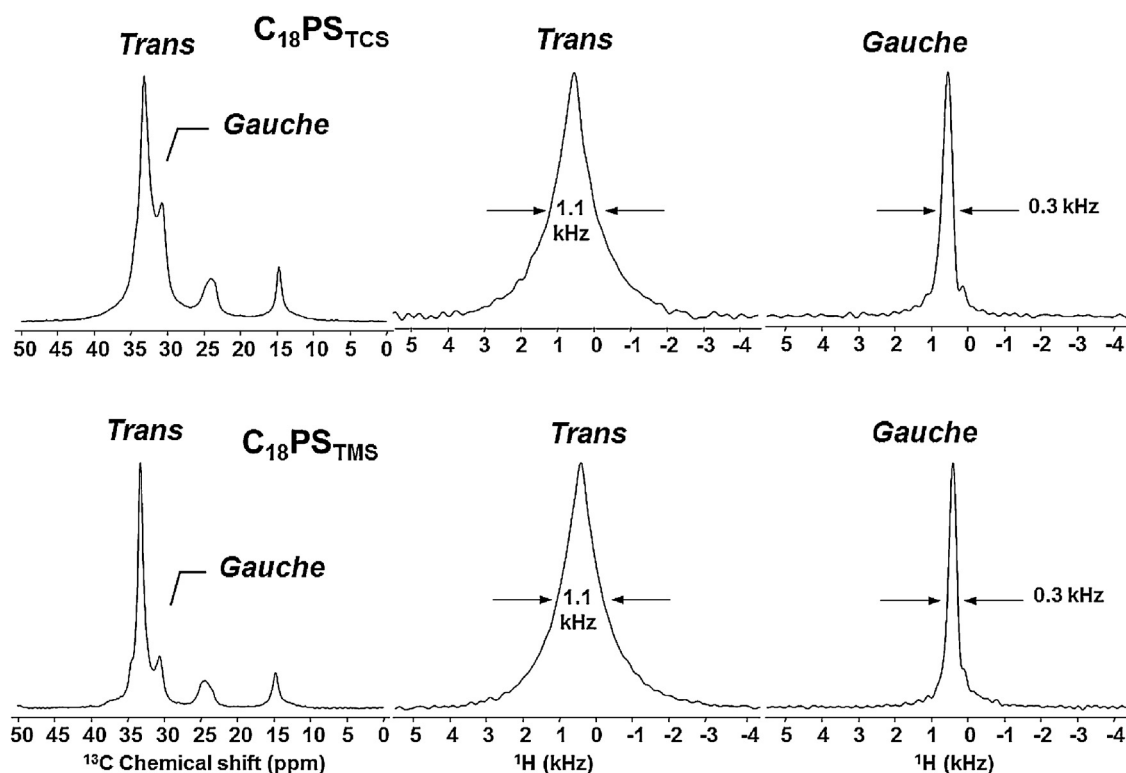 C₁₈PS_TCS
Trans
Gauche
50 45 40 35 30 25 20 15 10 5 0
Trans
1.1
kHz
5 4 3 2 1 0 -1 -2 -3 -4
Gauche
0.3 kHz
5 4 3 2 1 0 -1 -2 -3 -4
C₁₈PS_TMS
Trans
Gauche
50 45 40 35 30 25 20 15 10 5 0
¹³C Chemical shift (ppm)
Trans
1.1
kHz
5 4 3 2 1 0 -1 -2 -3 -4
¹H (kHz)
Gauche
0.3 kHz
5 4 3 2 1 0 -1 -2 -3 -4
¹H (kHz)